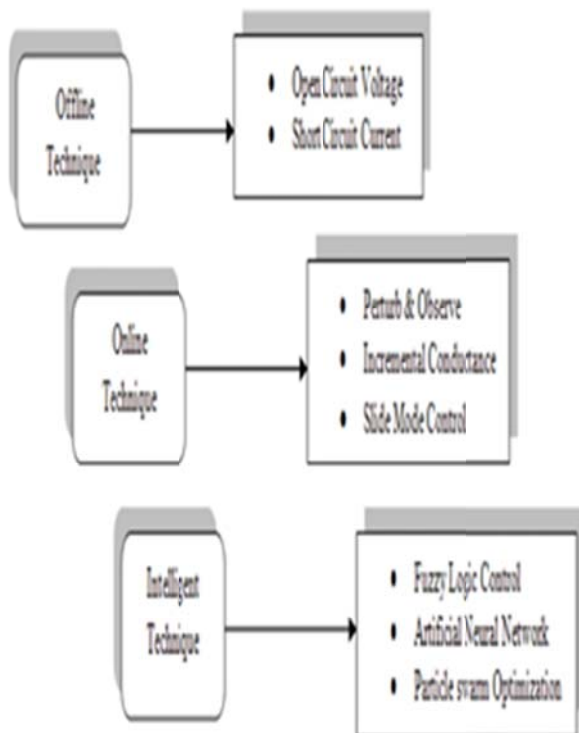 Offline
Technique
• Open Circuit Voltage
• Short Circuit Current
Online
Technique
• Perturb & Observe
• Incremental Conductance
• Slide Mode Control
Intelligent
Technique
• Fuzzy Logic Control
• Artificial Neural Network
• Particle swarm Optimization